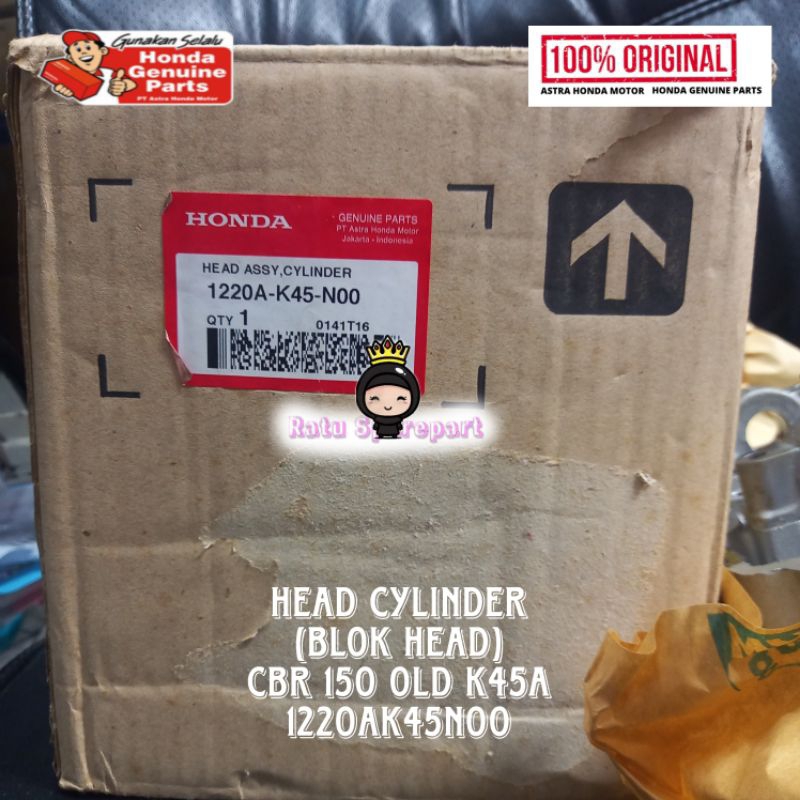 Gunakan Selalu
Honda
Genuine
Parts
PT Astra Honda Motor
100% ORIGINAL
ASTRA HONDA MOTOR HONDA GENUINE PARTS
HONDA
GENUINE PARTS
PT Astra Honda Motor
Jakarta - Indonesia
HEAD ASSY,CYLINDER
1220A-K45-N00
QTY 1
0141T16
Ratu Sparepart
HEAD CYLINDER
(BLOK HEAD)
CBR 150 OLD K45A
1220AK45N00